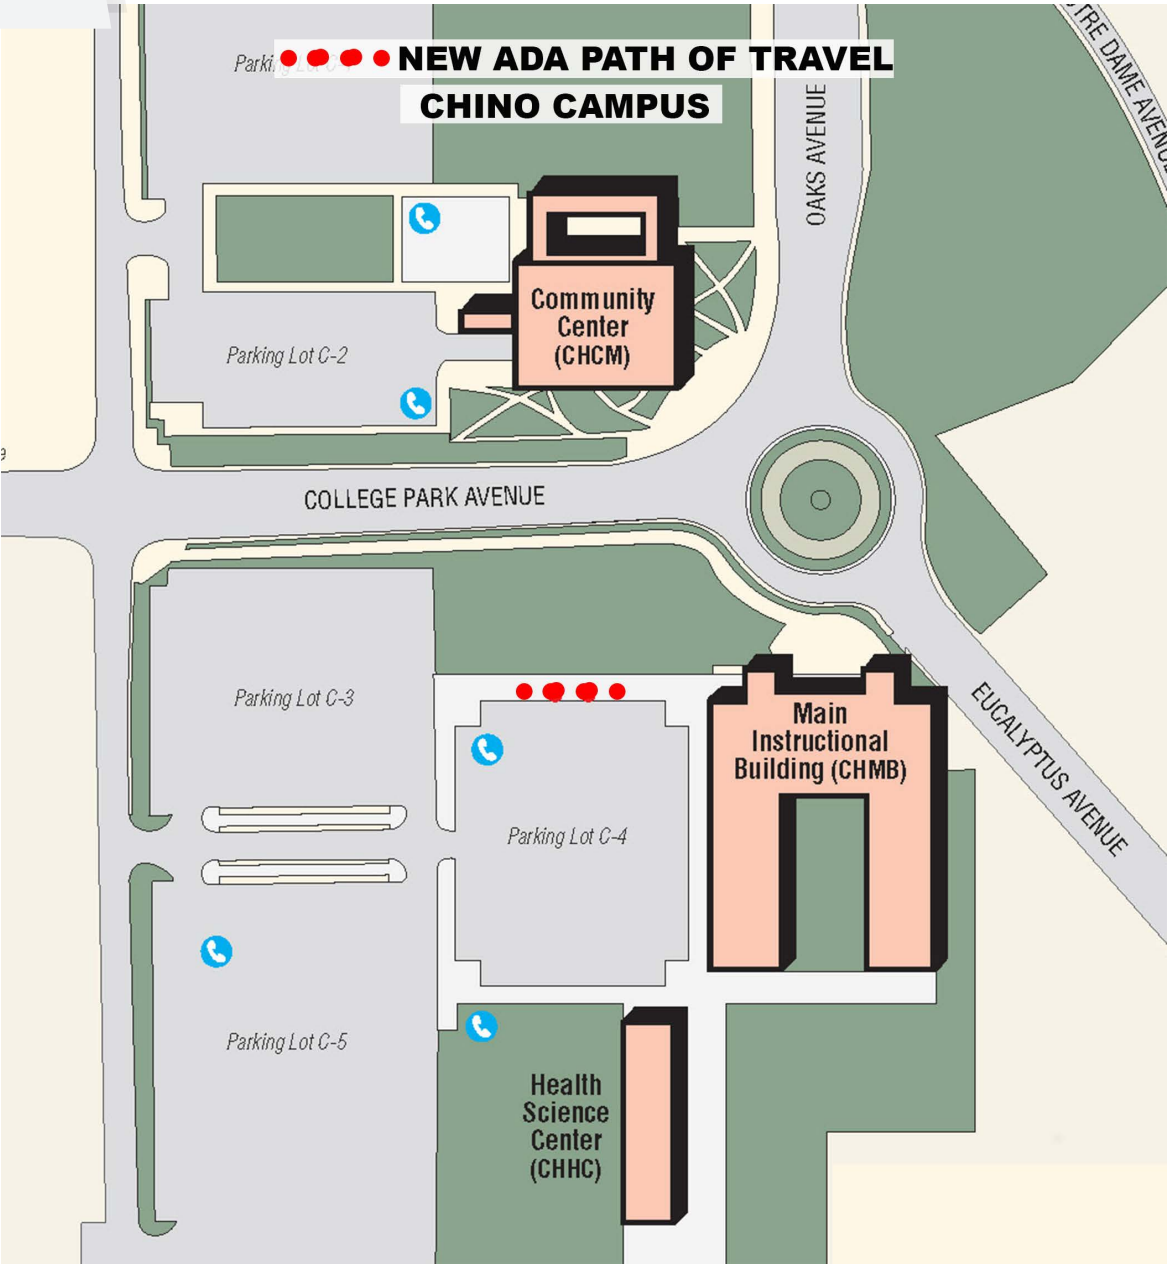 NEW ADA PATH OF TRAVEL
CHINO CAMPUS
OAKS AVENUE
Community
Center
(CHCM)
Parking Lot C-2
COLLEGE PARK AVENUE
Parking Lot C-3
Main
Instructional
Building (CHMB)
EUCALYPTUS AVENUE
Parking Lot C-4
Parking Lot C-5
Health
Science
Center
(CHHC)